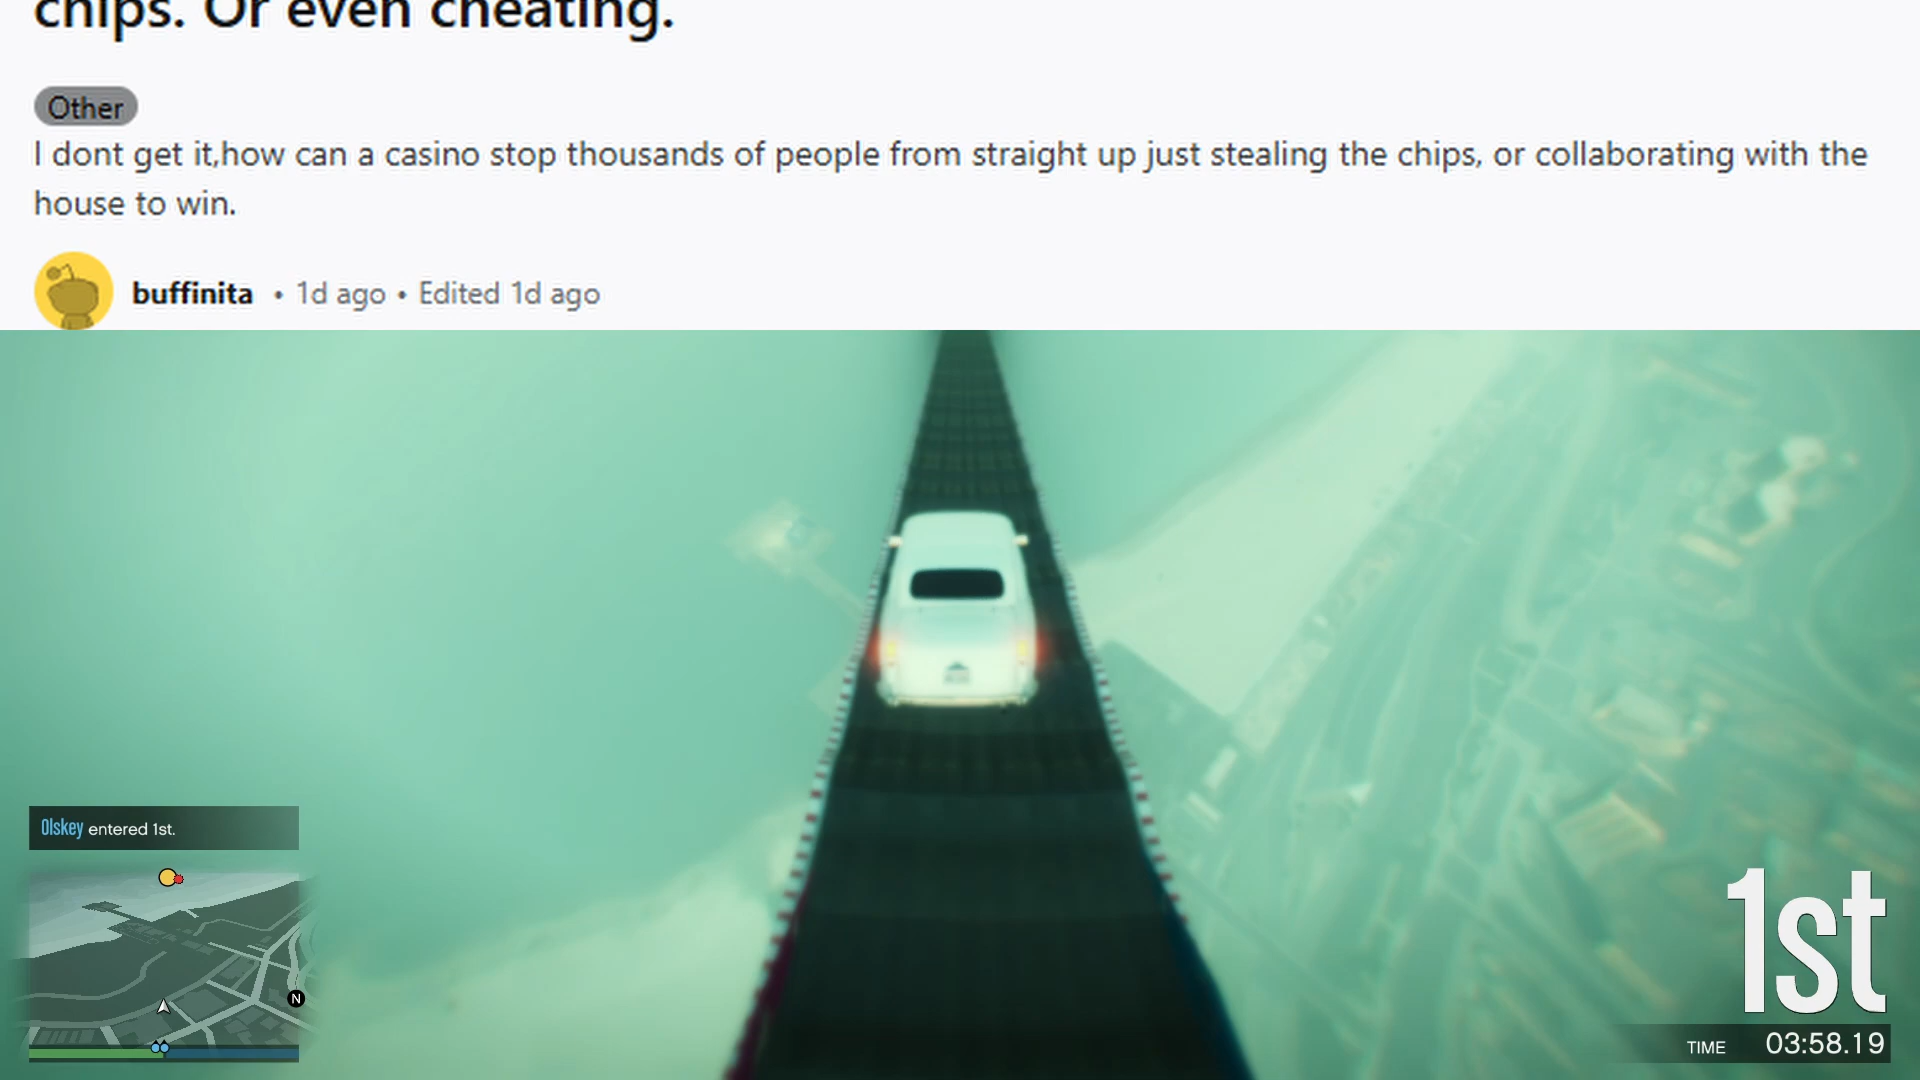 chips. Or even cheating.
Other
I dont get it,how can a casino stop thousands of people from straight up just stealing the chips, or collaborating with the
house to win.
buffinita • 1d ago • Edited 1d ago
Olskey entered 1st.
N
1st
TIME 03:58.19